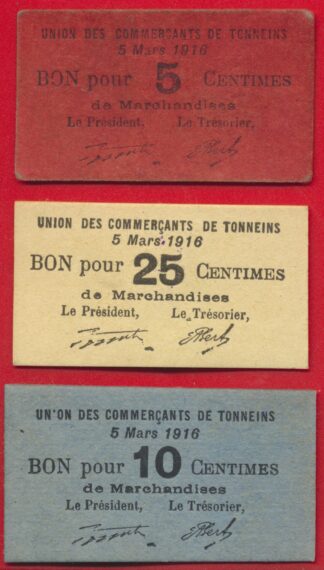 UNION DES COMMERÇANTS DE TONNEINS
5 Mars 1916
BON pour 5 CENTIMES
de Marchandises
Le Président, Le Trésorier,
UNION DES COMMERÇANTS DE TONNEINS
5 Mars 1916
BON pour 25 CENTIMES
de Marchandises
Le Président, Le Trésorier,
UN'ON DES COMMERÇANTS DE TONNEINS
5 Mars 1916
BON pour 10 CENTIMES
de Marchandises
Le Président, Le Trésorier,